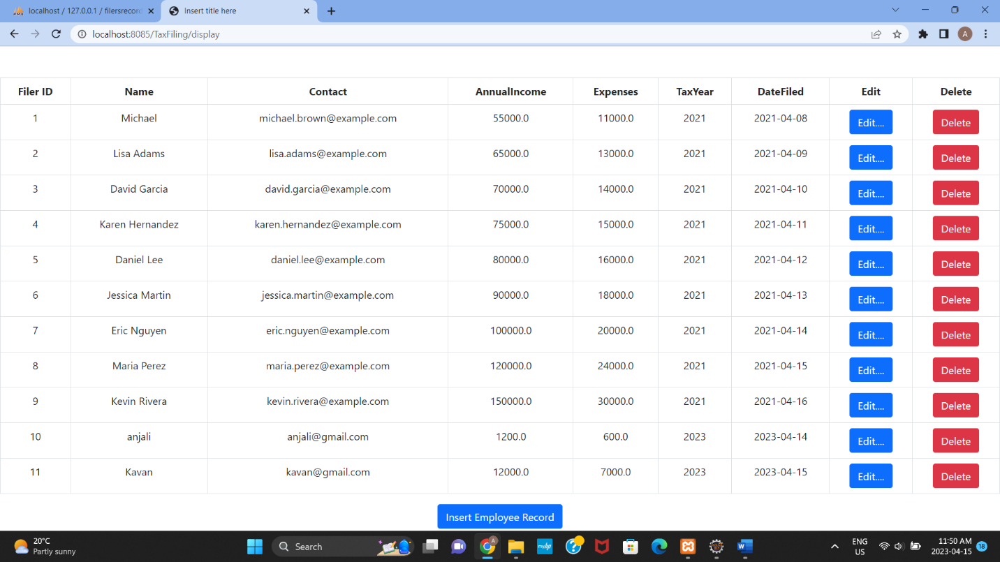 localhost / 127.0.0.1 / filersrecord
Insert title here
localhost:8085/TaxFiling/display
A
Filer ID Name Contact AnnualIncome Expenses TaxYear DateFiled Edit Delete
1 Michael michael.brown@example.com 55000.0 11000.0 2021 2021-04-08 Edit.... Delete
2 Lisa Adams lisa.adams@example.com 65000.0 13000.0 2021 2021-04-09 Edit.... Delete
3 David Garcia david.garcia@example.com 70000.0 14000.0 2021 2021-04-10 Edit.... Delete
4 Karen Hernandez karen.hernandez@example.com 75000.0 15000.0 2021 2021-04-11 Edit.... Delete
5 Daniel Lee daniel.lee@example.com 80000.0 16000.0 2021 2021-04-12 Edit.... Delete
6 Jessica Martin jessica.martin@example.com 90000.0 18000.0 2021 2021-04-13 Edit.... Delete
7 Eric Nguyen eric.nguyen@example.com 100000.0 20000.0 2021 2021-04-14 Edit.... Delete
8 Maria Perez maria.perez@example.com 120000.0 24000.0 2021 2021-04-15 Edit.... Delete
9 Kevin Rivera kevin.rivera@example.com 150000.0 30000.0 2021 2021-04-16 Edit.... Delete
10 anjali anjali@gmail.com 1200.0 600.0 2023 2023-04-14 Edit.... Delete
11 Kavan kavan@gmail.com 12000.0 7000.0 2023 2023-04-15 Edit.... Delete
Insert Employee Record
20°C
Partly sunny
Search
myhp
A
W
ENG
US
11:50 AM
2023-04-15
18